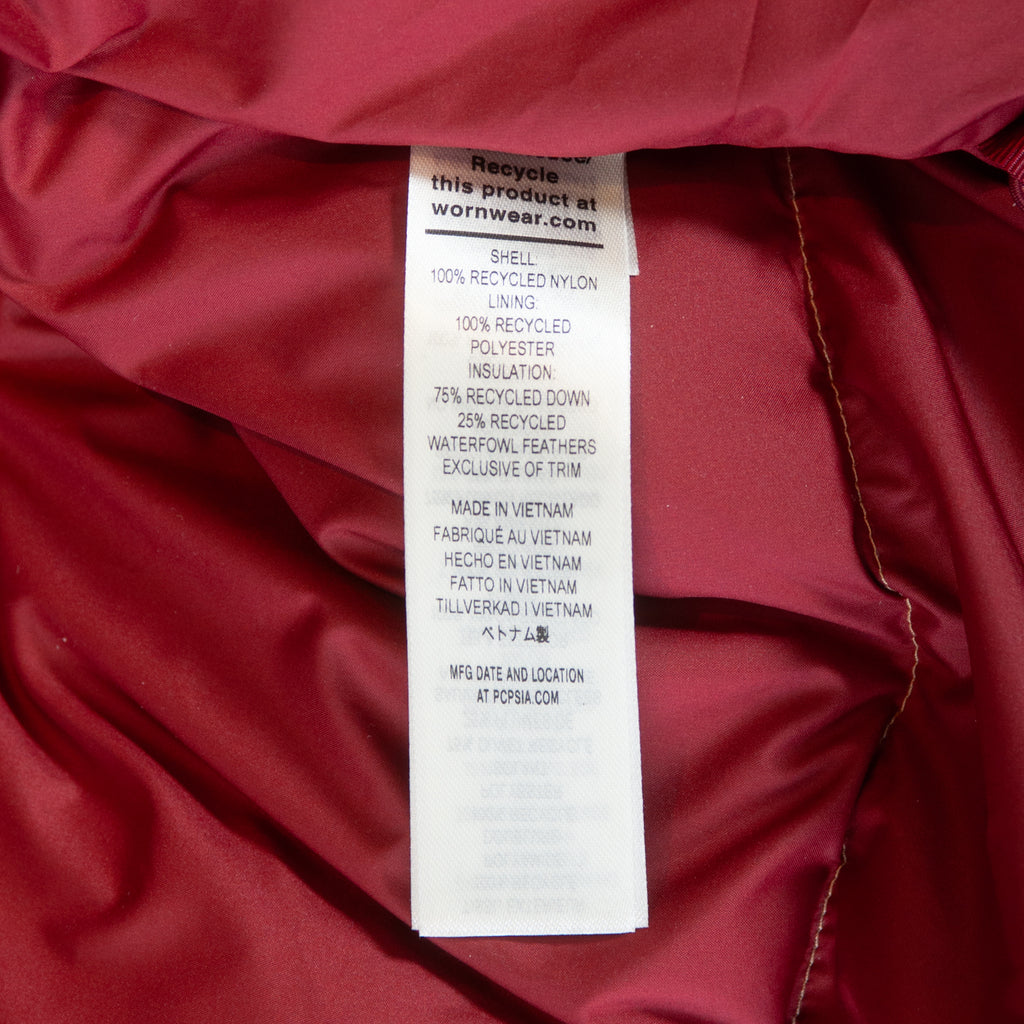 Recycle
this product at
wornwear.com
SHELL:
100% RECYCLED NYLON
LINING:
100% RECYCLED
POLYESTER
INSULATION:
75% RECYCLED DOWN
25% RECYCLED
WATERFOWL FEATHERS
EXCLUSIVE OF TRIM
MADE IN VIETNAM
FABRIQUÉ AU VIETNAM
HECHO EN VIETNAM
FATTO IN VIETNAM
TILLVERKAD I VIETNAM
ベトナム製
MFG DATE AND LOCATION
AT PCPSIA.COM